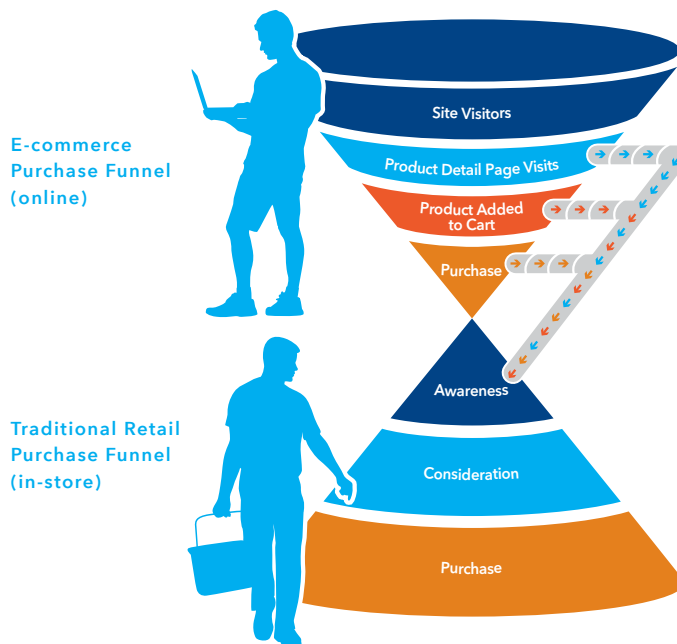 Site Visitors
E-commerce
Purchase Funnel
(online)
Product Detail Page Visits
Product Added
to Cart
Purchase
Awareness
Traditional Retail
Purchase Funnel
(in-store)
Consideration
Purchase